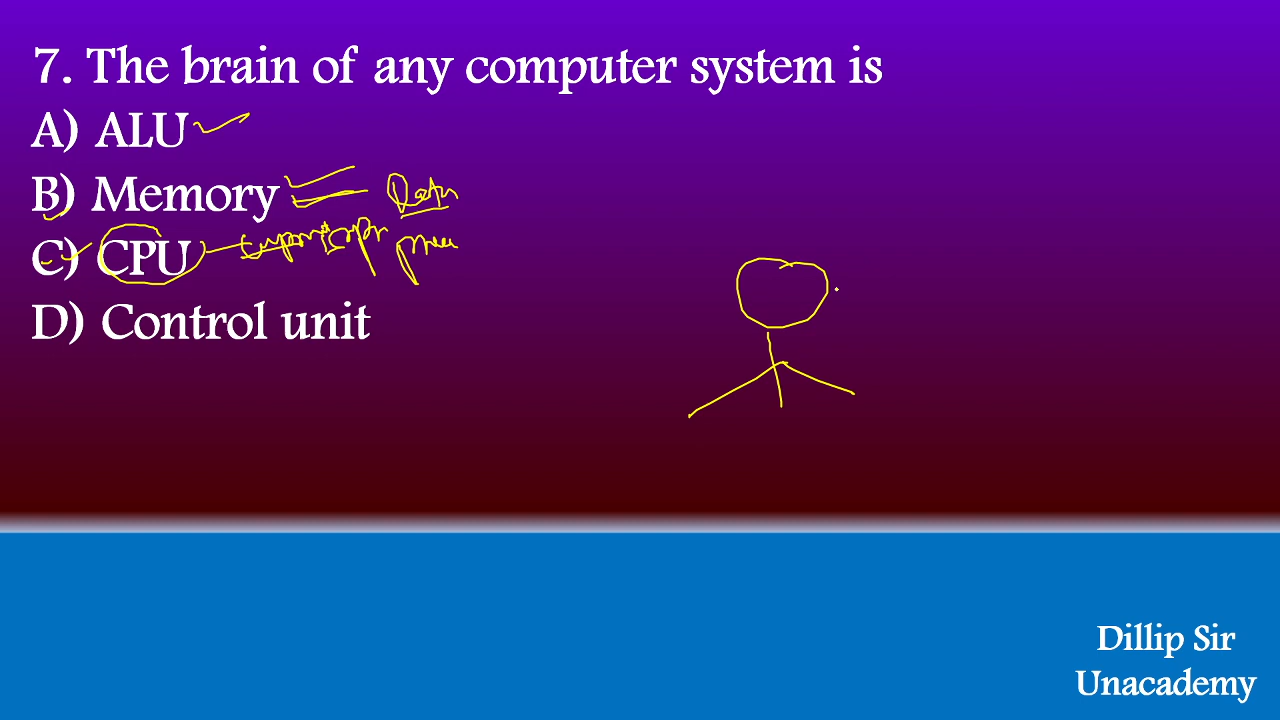 7. The brain of any computer system is
A) ALU
B) Memory
C) CPU
D) Control unit
Dillip Sir
Unacademy